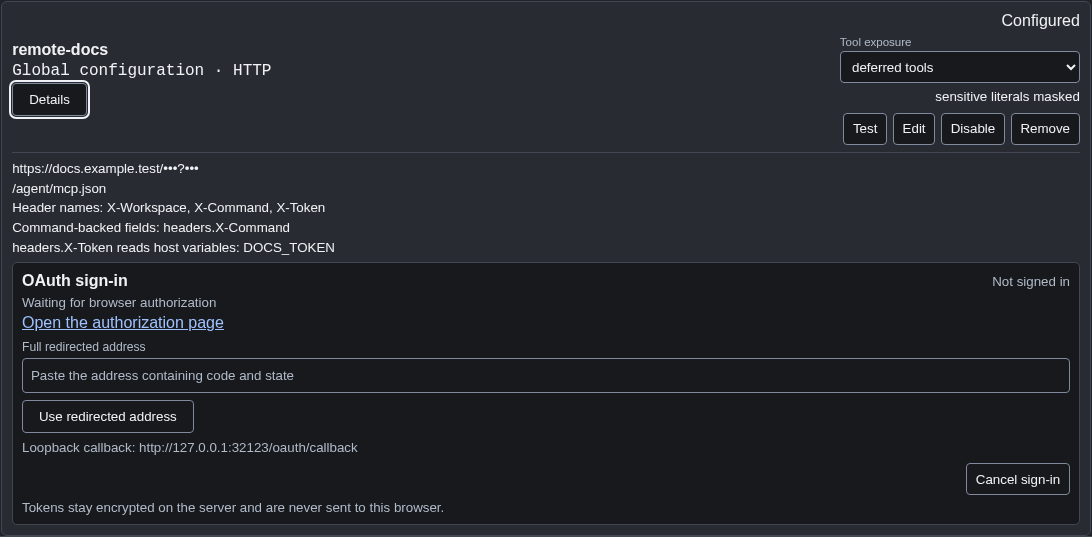 Configured
remote-docs
Global configuration · HTTP
Details
Tool exposure
deferred tools
sensitive literals masked
Test
Edit
Disable
Remove
https://docs.example.test/•••?•••
/agent/mcp.json
Header names: X-Workspace, X-Command, X-Token
Command-backed fields: headers.X-Command
headers.X-Token reads host variables: DOCS_TOKEN
OAuth sign-in
Not signed in
Waiting for browser authorization
Open the authorization page
Full redirected address
Paste the address containing code and state
Use redirected address
Loopback callback: http://127.0.0.1:32123/oauth/callback
Cancel sign-in
Tokens stay encrypted on the server and are never sent to this browser.